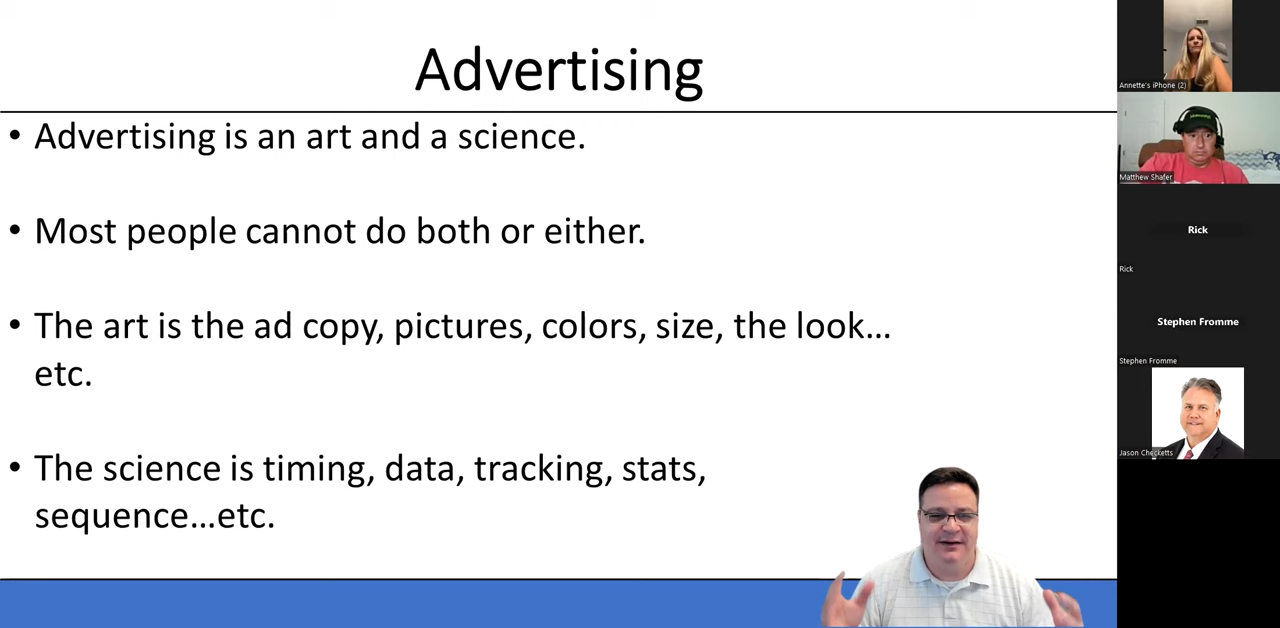 Advertising
• Advertising is an art and a science.
• Most people cannot do both or either.
• The art is the ad copy, pictures, colors, size, the look…
etc.
• The science is timing, data, tracking, stats,
sequence…etc.
Annette's iPhone (2)
Matthew Shafer
Rick
Rick
Stephen Fromme
Stephen Fromme
Jason Checketts